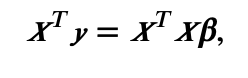 X^T y = X^T Xβ,